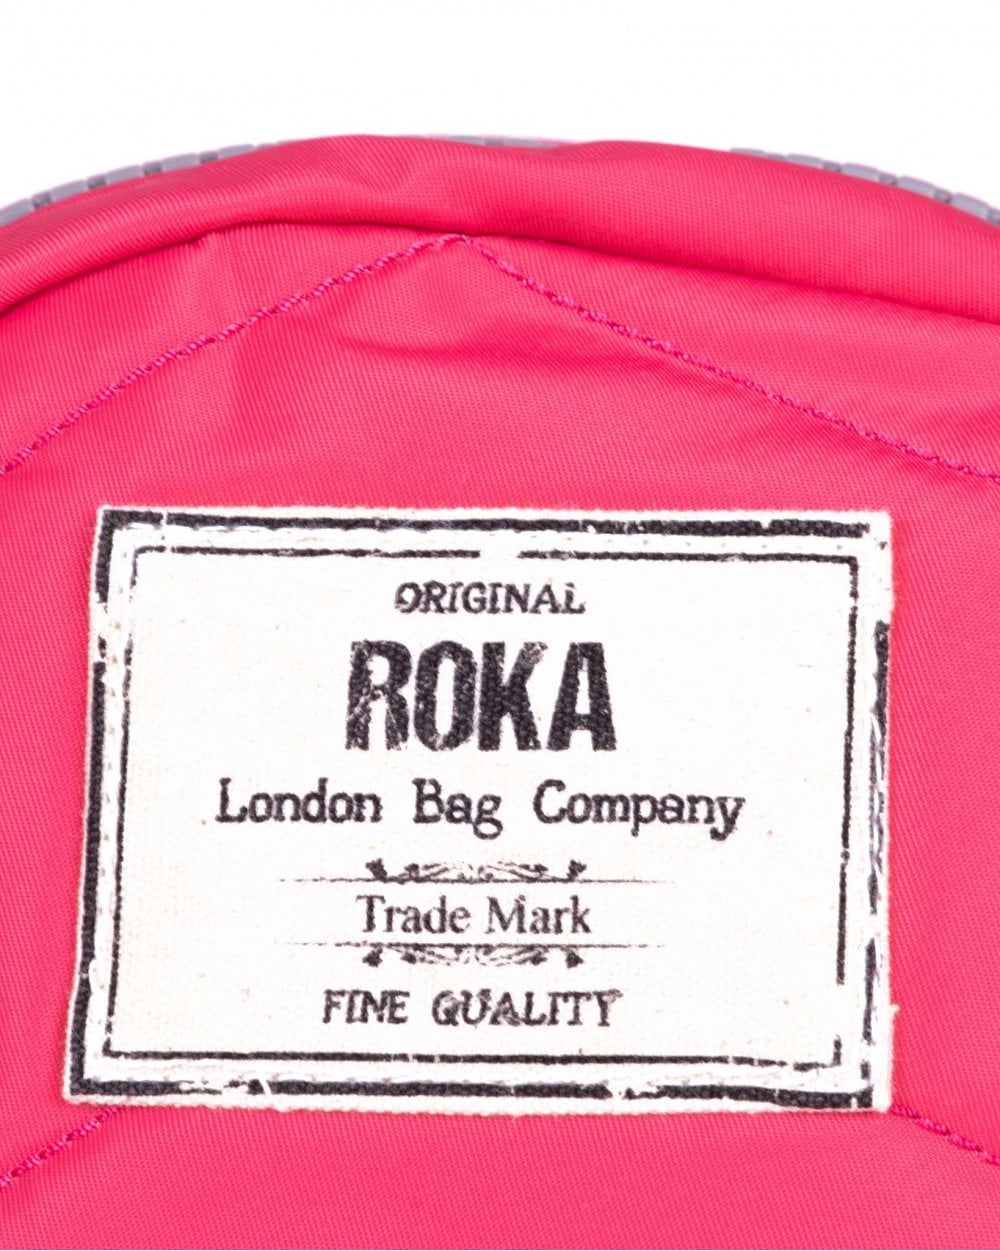 ORIGINAL
ROKA
London Bag Company
Trade Mark
FINE QUALITY